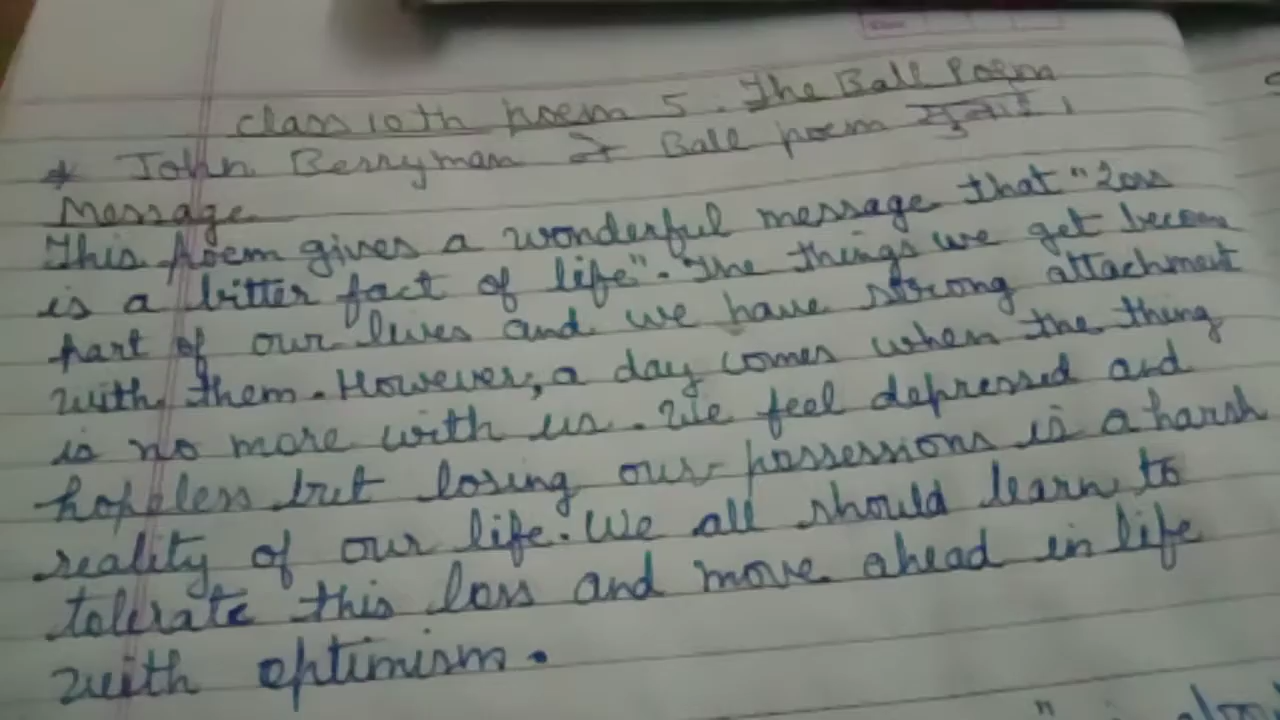 class 10th poem 5. The Ball Poem
* John Berryman ने Ball poem सुनाई।
Message
This poem gives a wonderful message that "Loss
is a bitter fact of life". The things we get become
part of our lives and we have strong attachment
with them. However, a day comes when the thing
is no more with us. We feel depressed and
hopless but losing our possessions is a harsh
reality of our life. We all should learn to
tolerate this loss and move ahead in life
with optimism.